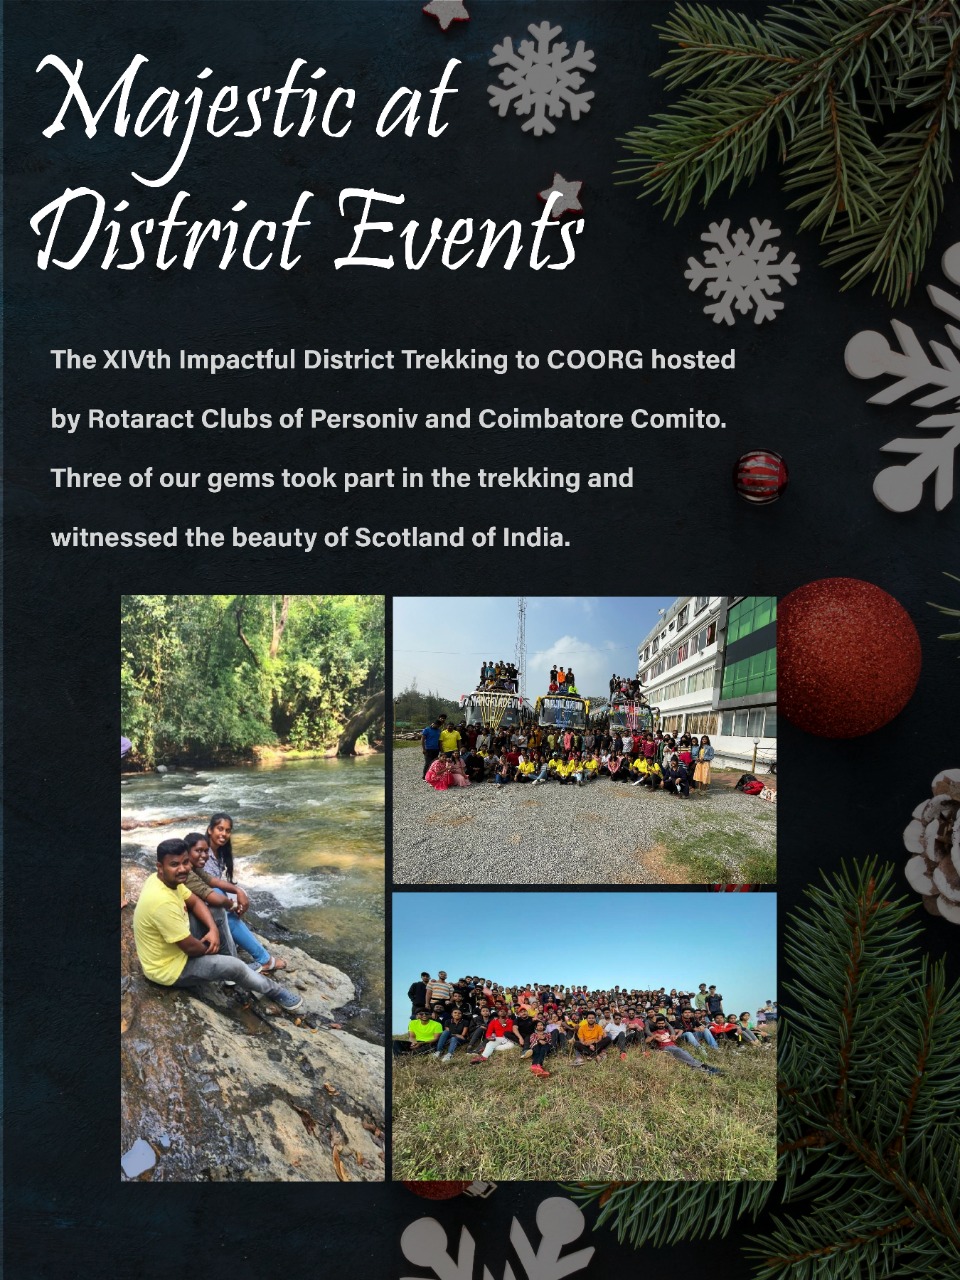 Majestic at
District Events
The XIVth Impactful District Trekking to COORG hosted
by Rotaract Clubs of Personiv and Coimbatore Comito.
Three of our gems took part in the trekking and
witnessed the beauty of Scotland of India.